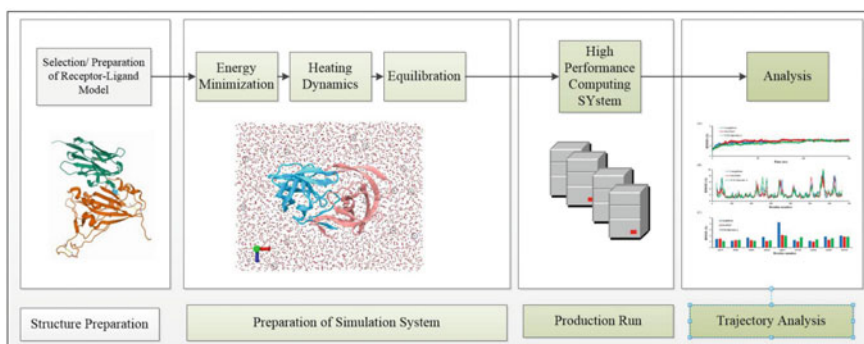 Selection/ Preparation
of Receptor-Ligand
Model
Energy
Minimization
Heating
Dynamics
Equilibration
High
Performance
Computing
SYstem
Analysis
Structure Preparation
Preparation of Simulation System
Production Run
Trajectory Analysis